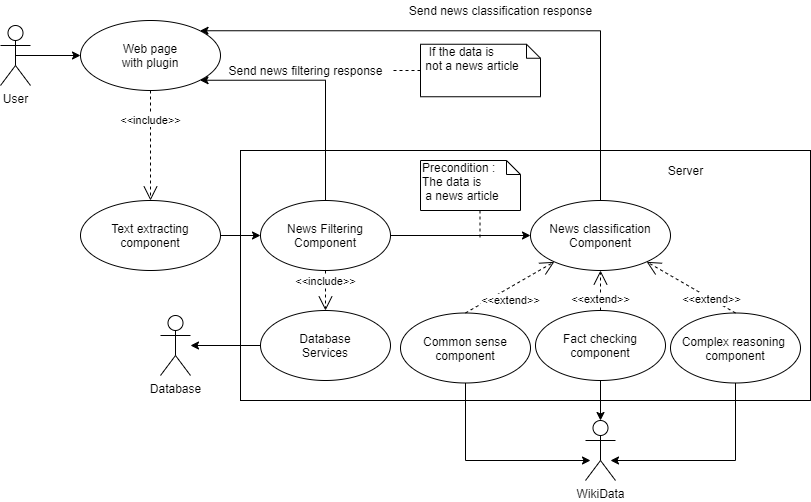 Send news classification response
Web page
with plugin
If the data is
not a news article
Send news filtering response
User
<<include>>
Precondition :
The data is
a news article
Server
Text extracting
component
News Filtering
Component
News classification
Component
<<include>>
<<extend>>
<<extend>>
<<extend>>
Database
Services
Common sense
component
Fact checking
component
Complex reasoning
component
Database
WikiData